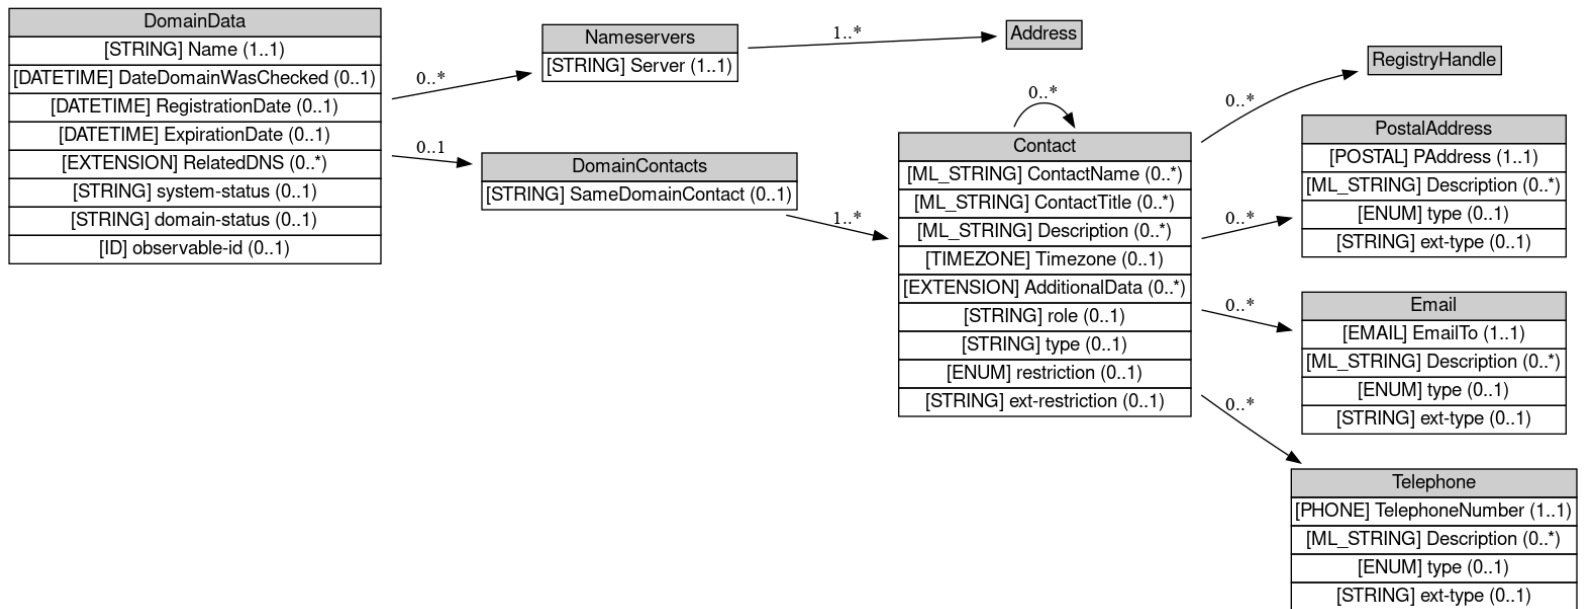 DomainData
[STRING] Name (1..1)
[DATETIME] DateDomainWasChecked (0..1)
[DATETIME] RegistrationDate (0..1)
[DATETIME] ExpirationDate (0..1)
[EXTENSION] RelatedDNS (0..*)
[STRING] system-status (0..1)
[STRING] domain-status (0..1)
[ID] observable-id (0..1)
0..*
0..1
Nameservers
[STRING] Server (1..1)
DomainContacts
[STRING] SameDomainContact (0..1)
1..*
1..*
Address
0..*
Contact
[ML_STRING] ContactName (0..*)
[ML_STRING] ContactTitle (0..*)
[ML_STRING] Description (0..*)
[TIMEZONE] Timezone (0..1)
[EXTENSION] AdditionalData (0..*)
[STRING] role (0..1)
[STRING] type (0..1)
[ENUM] restriction (0..1)
[STRING] ext-restriction (0..1)
0..*
0..*
0..*
0..*
RegistryHandle
PostalAddress
[POSTAL] PAddress (1..1)
[ML_STRING] Description (0..*)
[ENUM] type (0..1)
[STRING] ext-type (0..1)
Email
[EMAIL] EmailTo (1..1)
[ML_STRING] Description (0..*)
[ENUM] type (0..1)
[STRING] ext-type (0..1)
Telephone
[PHONE] TelephoneNumber (1..1)
[ML_STRING] Description (0..*)
[ENUM] type (0..1)
[STRING] ext-type (0..1)